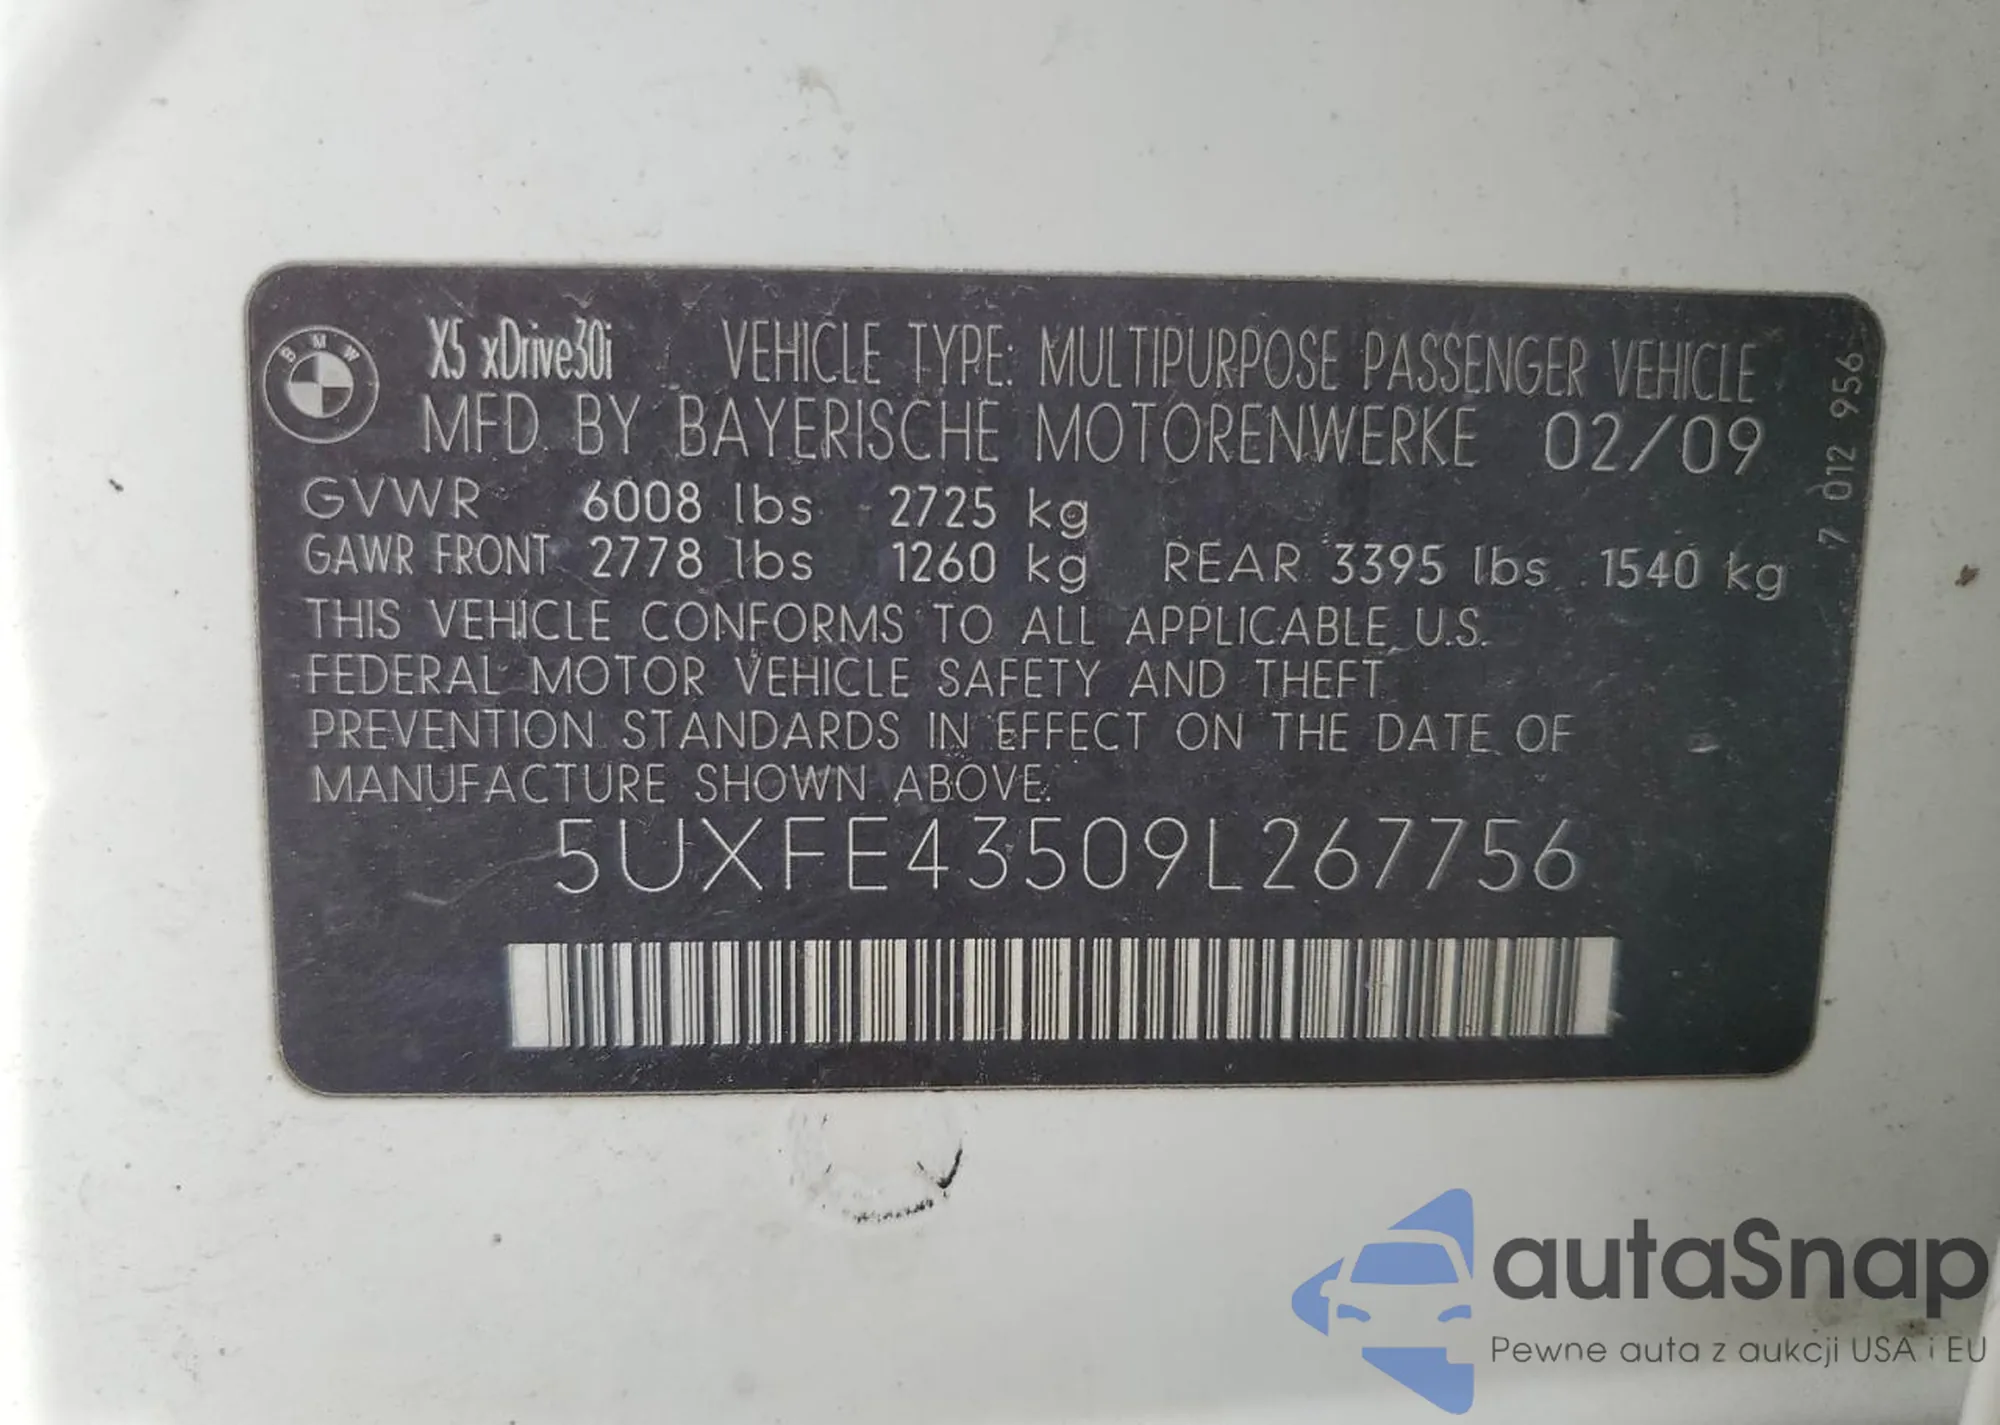 BMW
X5 xDrive30i VEHICLE TYPE: MULTIPURPOSE PASSENGER VEHICLE
MFD. BY BAYERISCHE MOTORENWERKE 02/09
GVWR 6008 lbs 2725 kg
GAWR FRONT 2778 lbs 1260 kg REAR 3395 lbs 1540 kg
THIS VEHICLE CONFORMS TO ALL APPLICABLE U.S.
FEDERAL MOTOR VEHICLE SAFETY AND THEFT
PREVENTION STANDARDS IN EFFECT ON THE DATE OF
MANUFACTURE SHOWN ABOVE.
5UXFE43509L267756
7 012 956
autaSnap
Pewne auta z aukcji USA i EU